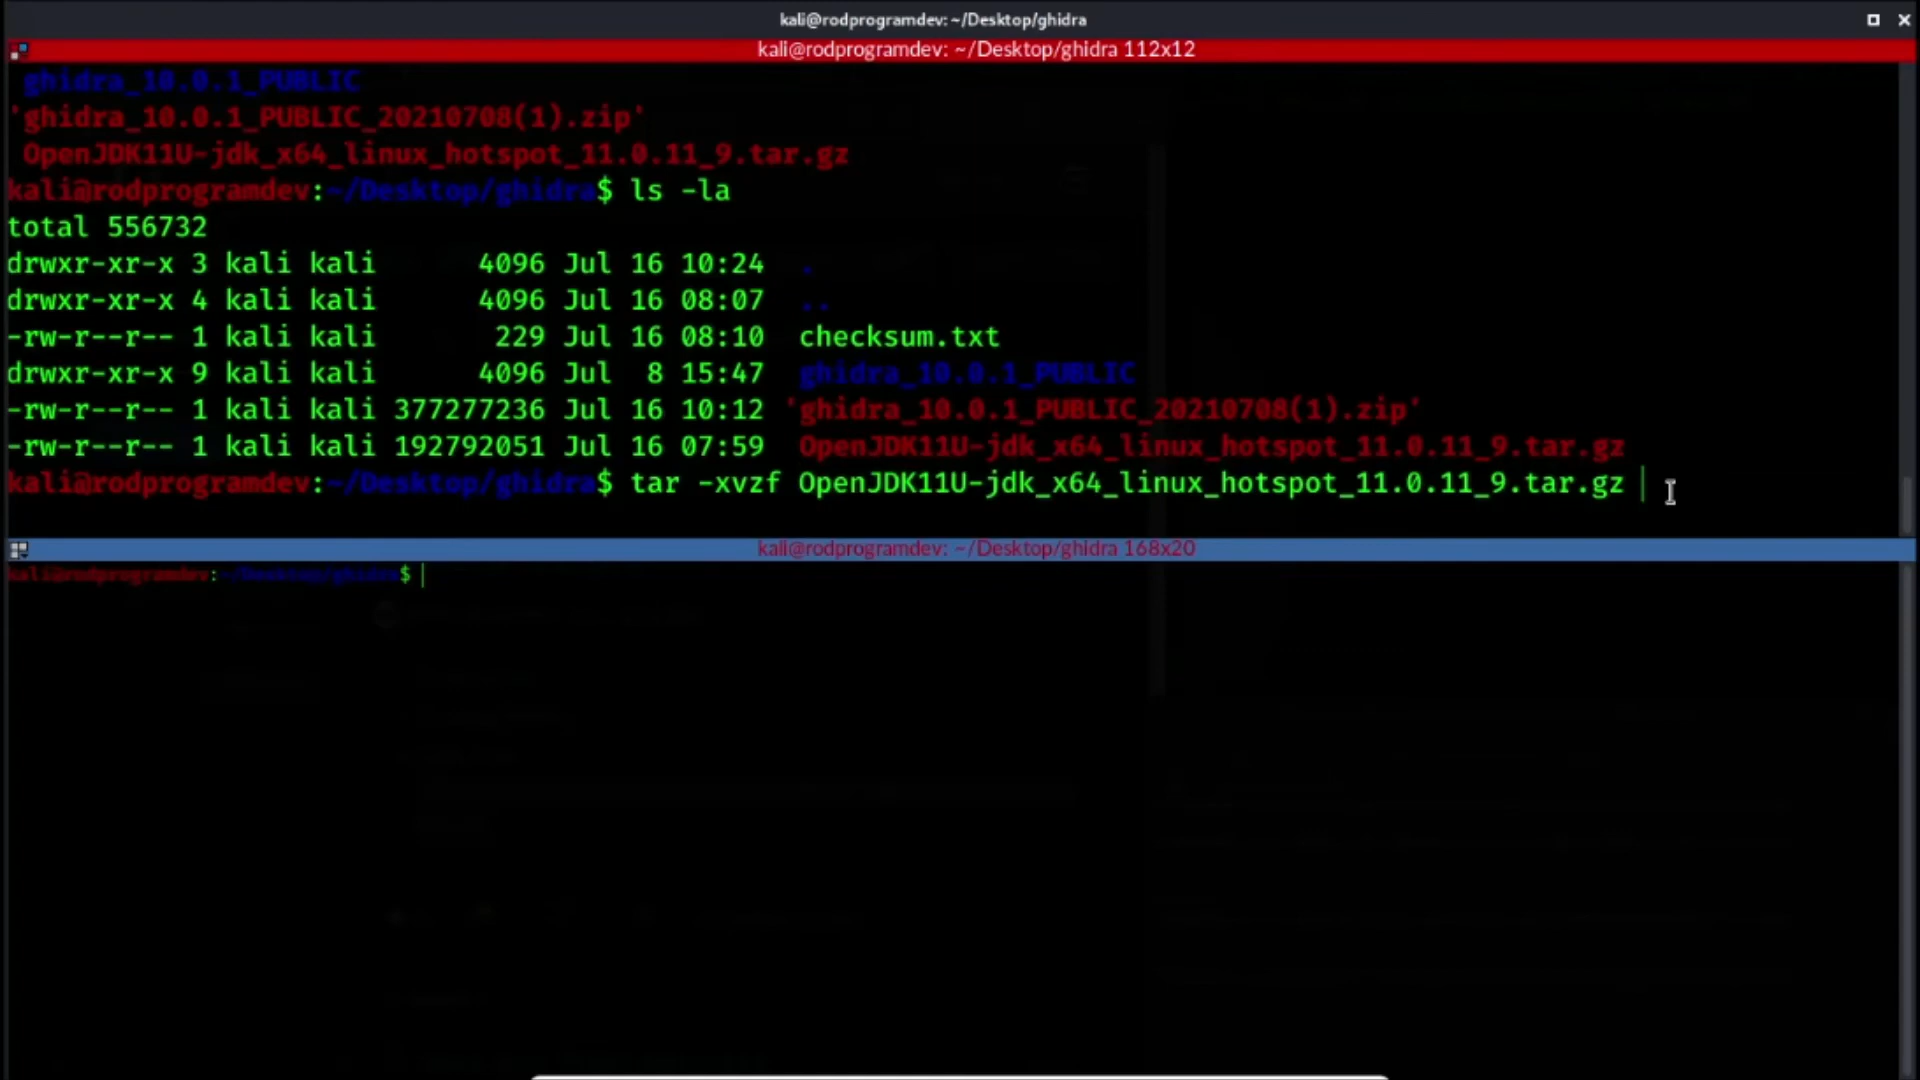 kali@rodprogramdev: ~/Desktop/ghidra
kali@rodprogramdev: ~/Desktop/ghidra 112x12
ghidra_10.0.1_PUBLIC
'ghidra_10.0.1_PUBLIC_20210708(1).zip'
OpenJDK11U-jdk_x64_linux_hotspot_11.0.11_9.tar.gz
kali@rodprogramdev:~/Desktop/ghidra$ ls -la
total 556732
drwxr-xr-x 3 kali kali      4096 Jul 16 10:24  .
drwxr-xr-x 4 kali kali      4096 Jul 16 08:07  ..
-rw-r--r-- 1 kali kali       229 Jul 16 08:10  checksum.txt
drwxr-xr-x 9 kali kali      4096 Jul  8 15:47  ghidra_10.0.1_PUBLIC
-rw-r--r-- 1 kali kali 377277236 Jul 16 10:12 'ghidra_10.0.1_PUBLIC_20210708(1).zip'
-rw-r--r-- 1 kali kali 192792051 Jul 16 07:59  OpenJDK11U-jdk_x64_linux_hotspot_11.0.11_9.tar.gz
kali@rodprogramdev:~/Desktop/ghidra$ tar -xvzf OpenJDK11U-jdk_x64_linux_hotspot_11.0.11_9.tar.gz
kali@rodprogramdev: ~/Desktop/ghidra 168x20
kali@rodprogramdev:~/Desktop/ghidra$